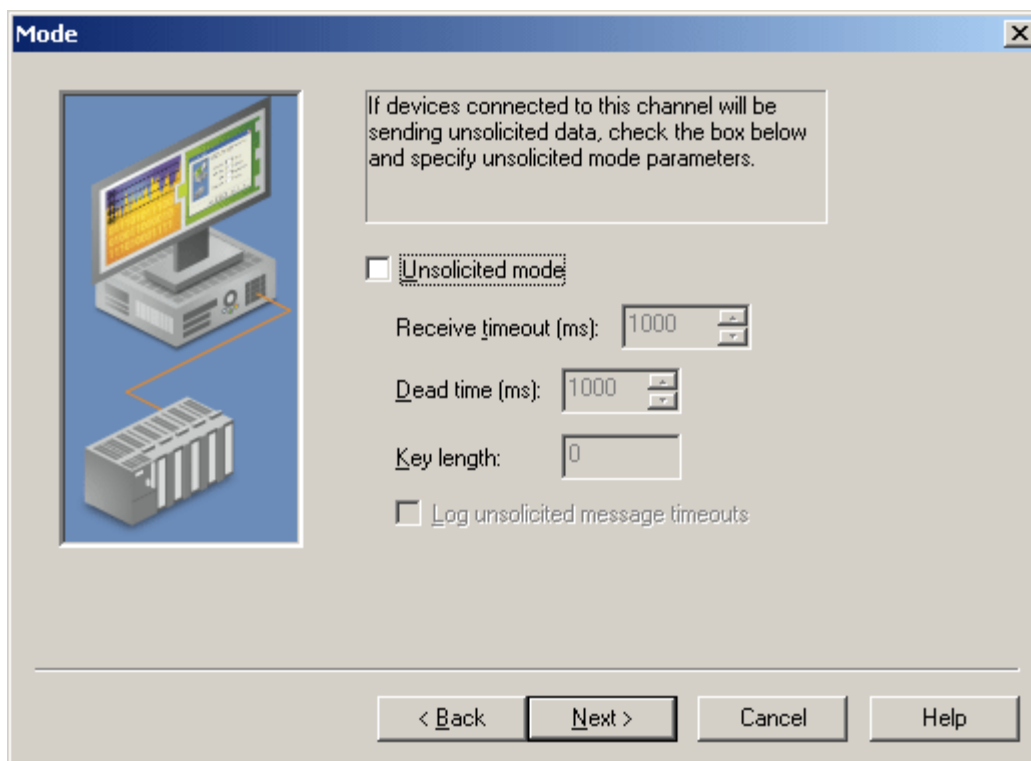 Mode
If devices connected to this channel will be
sending unsolicited data, check the box below
and specify unsolicited mode parameters.
Unsolicited mode
Receive timeout (ms): 1000
Dead time (ms): 1000
Key length: 0
Log unsolicited message timeouts
< Back Next > Cancel Help